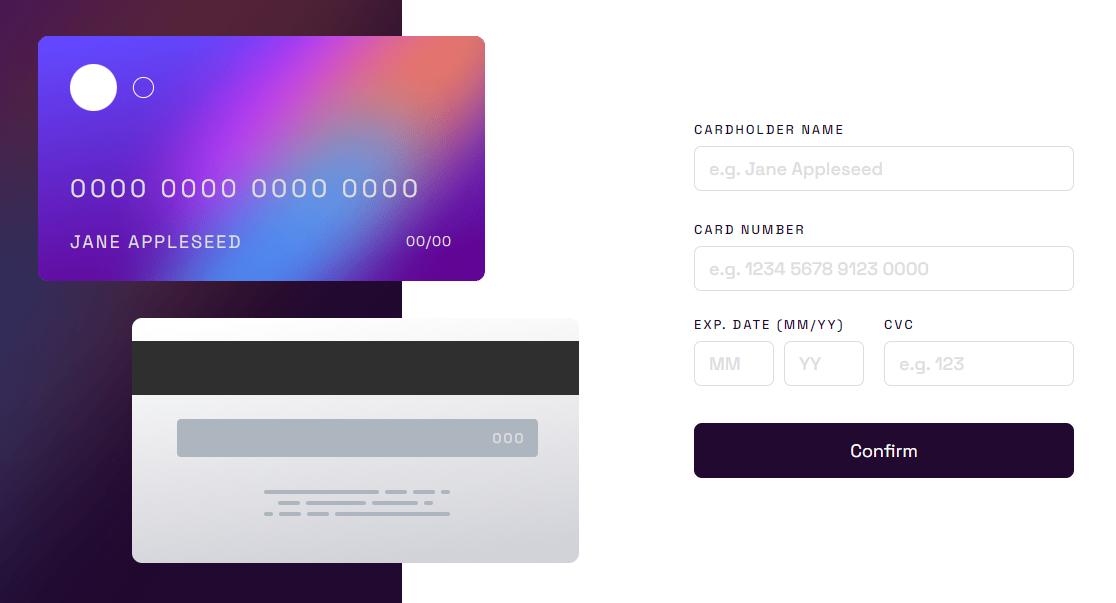 0000 0000 0000 0000
JANE APPLESEED 00/00
000
CARDHOLDER NAME
e.g. Jane Appleseed
CARD NUMBER
e.g. 1234 5678 9123 0000
EXP. DATE (MM/YY) CVC
MM YY e.g. 123
Confirm